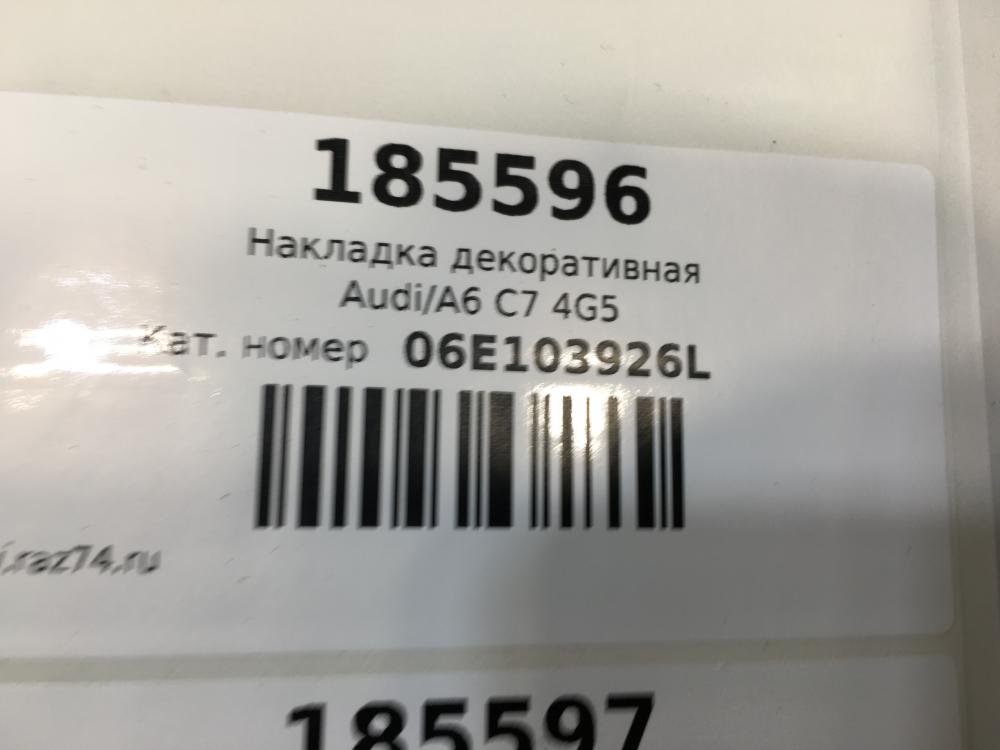 185596
Накладка декоративная
Audi/A6 C7 4G5
Кат. номер 06E103926L
i.raz74.ru
185597